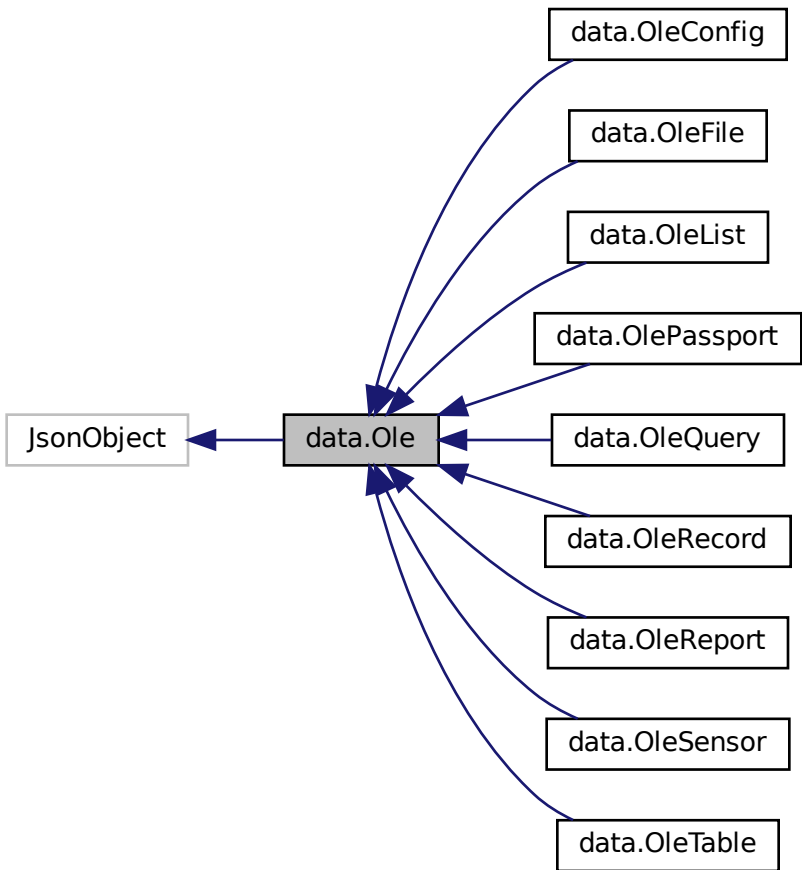 data.OleConfig
data.OleFile
data.OleList
data.OlePassport
JsonObject
data.Ole
data.OleQuery
data.OleRecord
data.OleReport
data.OleSensor
data.OleTable